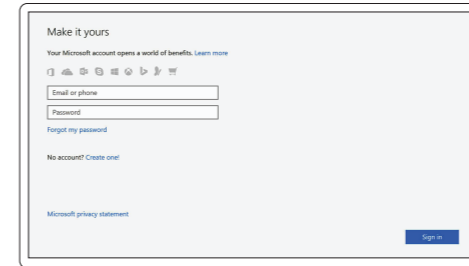 Make it yours
Your Microsoft account opens a world of benefits. Learn more
Email or phone
Password
Forgot my password
No account? Create one!
Microsoft privacy statement
Sign in